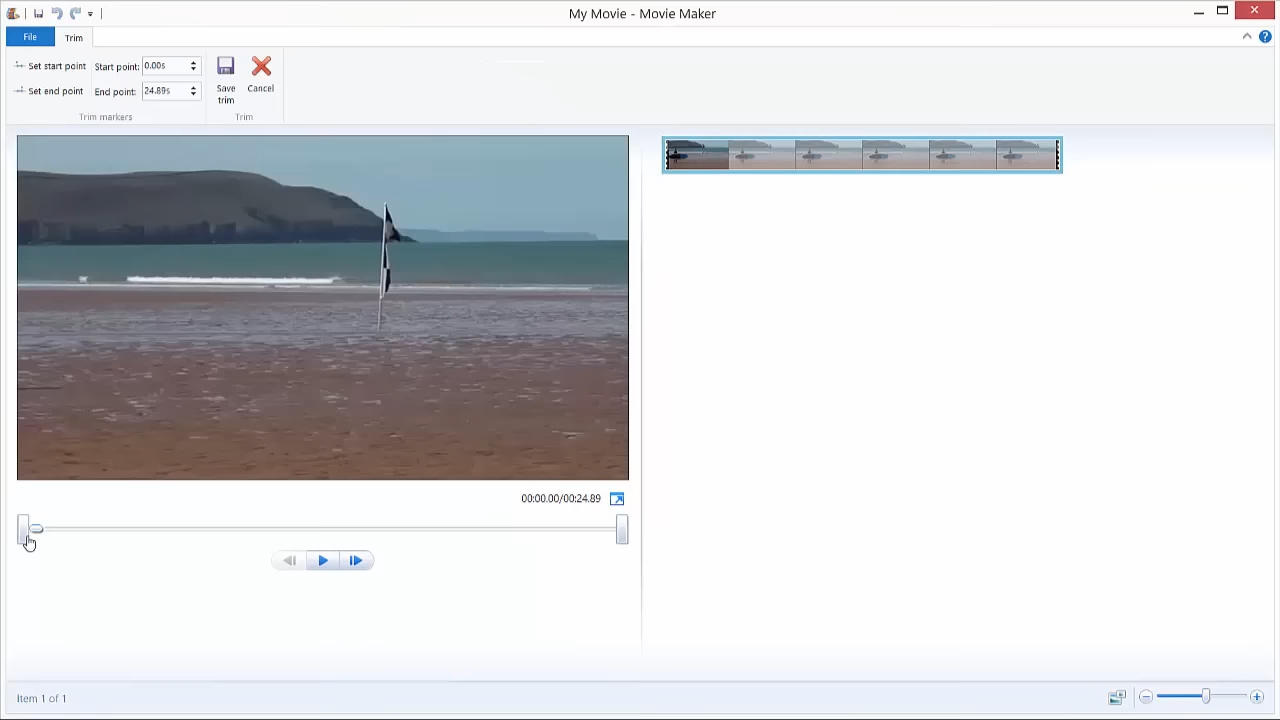 My Movie - Movie Maker
File
Trim
Set start point
Start point: 0.00s
Set end point
End point: 24.89s
Save trim
Cancel
Trim markers
Trim
00:00.00/00:24.89
Item 1 of 1